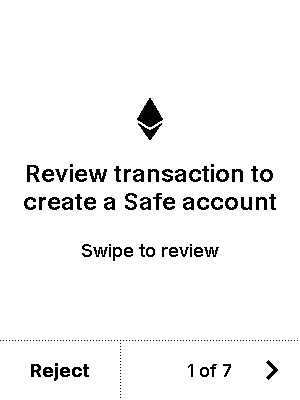 Review transaction to
create a Safe account
Swipe to review
Reject
1 of 7